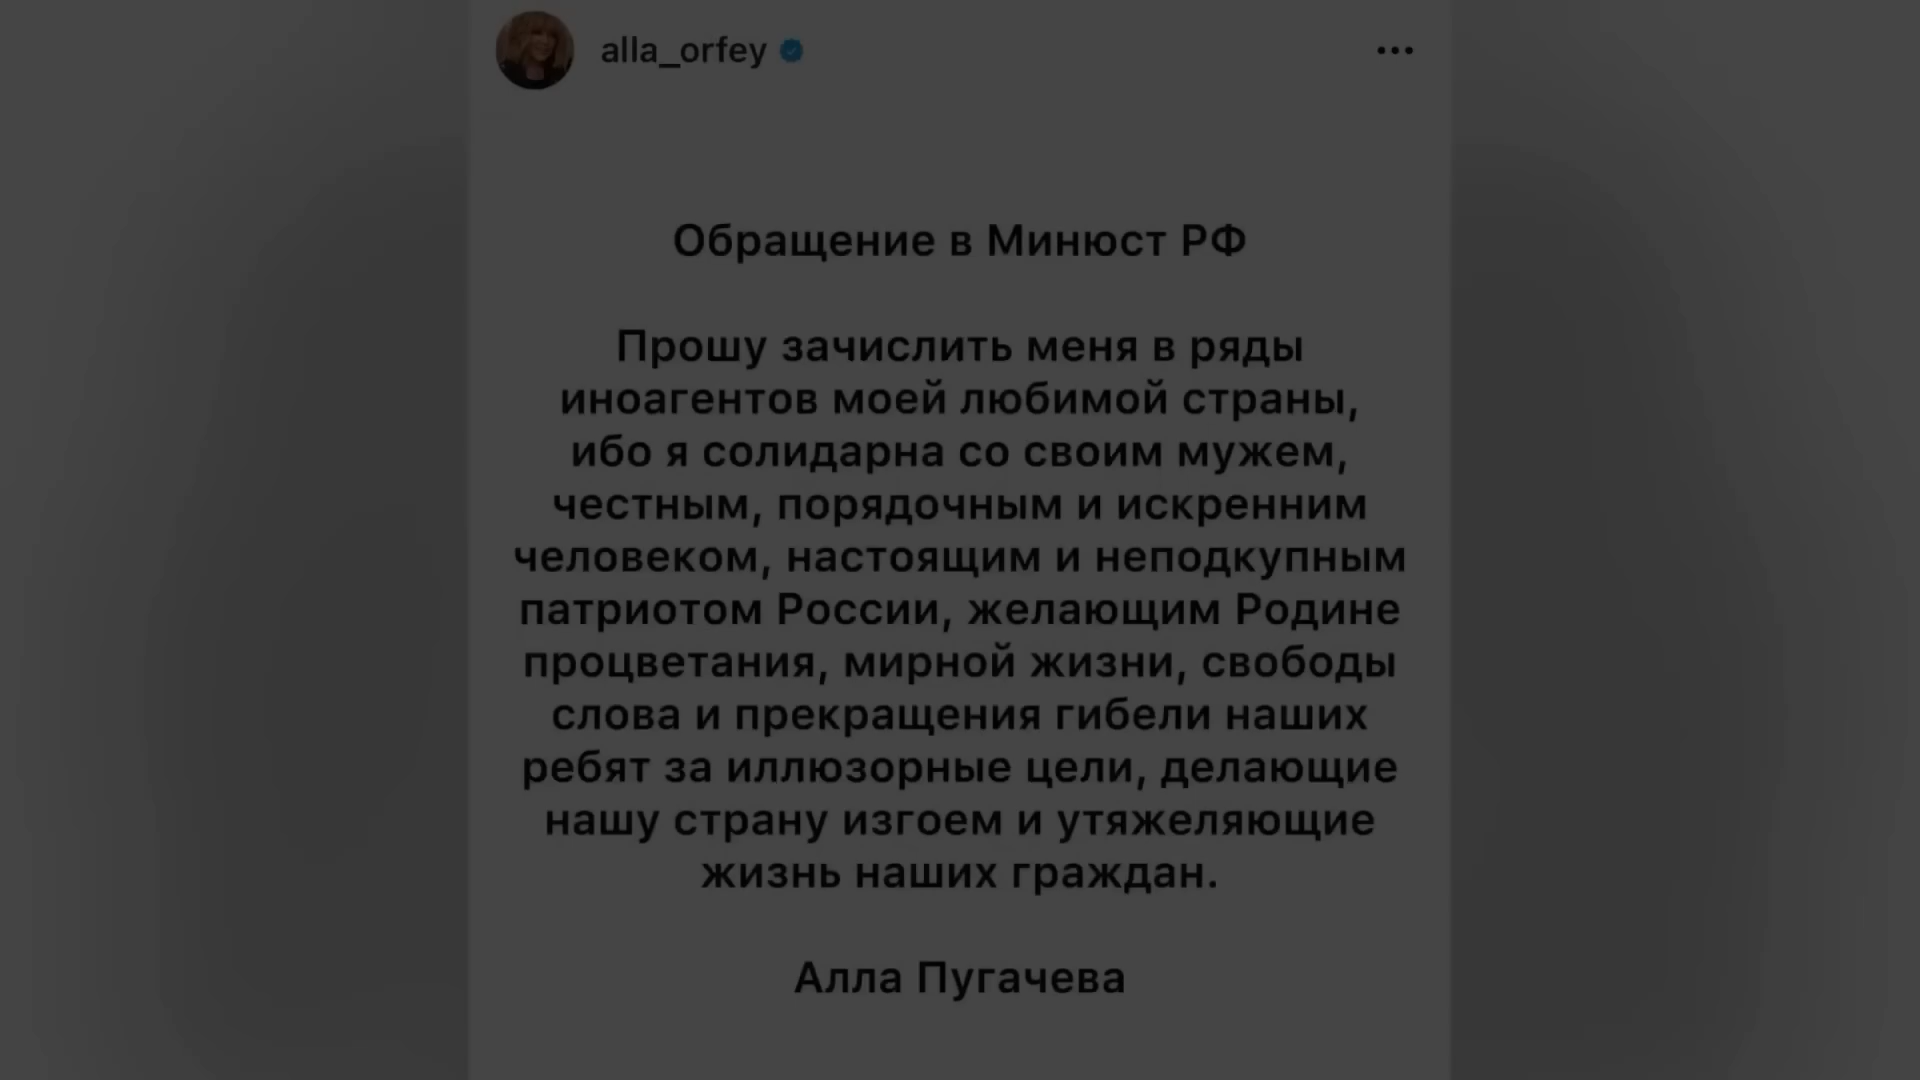 alla_orfey
Обращение в Минюст РФ
Прошу зачислить меня в ряды
иноагентов моей любимой страны,
ибо я солидарна со своим мужем,
честным, порядочным и искренним
человеком, настоящим и неподкупным
патриотом России, желающим Родине
процветания, мирной жизни, свободы
слова и прекращения гибели наших
ребят за иллюзорные цели, делающие
нашу страну изгоем и утяжеляющие
жизнь наших граждан.
Алла Пугачева